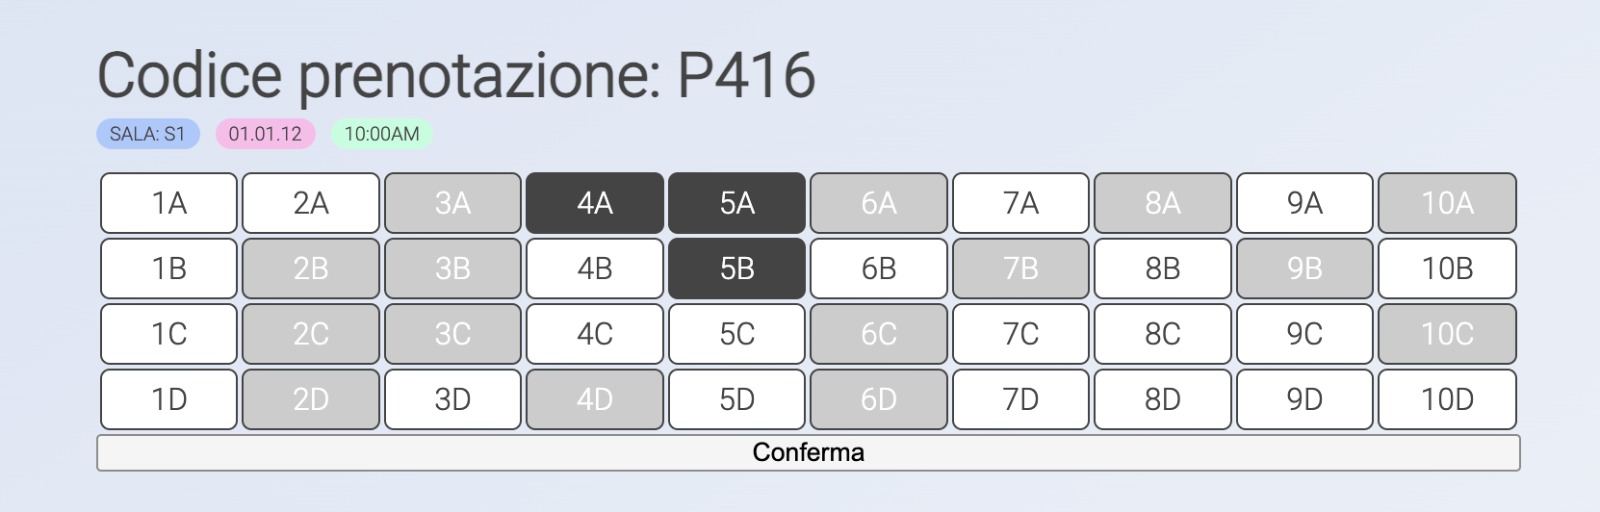 Codice prenotazione: P416
SALA: S1 01.01.12 10:00AM
1A 2A 3A 4A 5A 6A 7A 8A 9A 10A
1B 2B 3B 4B 5B 6B 7B 8B 9B 10B
1C 2C 3C 4C 5C 6C 7C 8C 9C 10C
1D 2D 3D 4D 5D 6D 7D 8D 9D 10D
Conferma